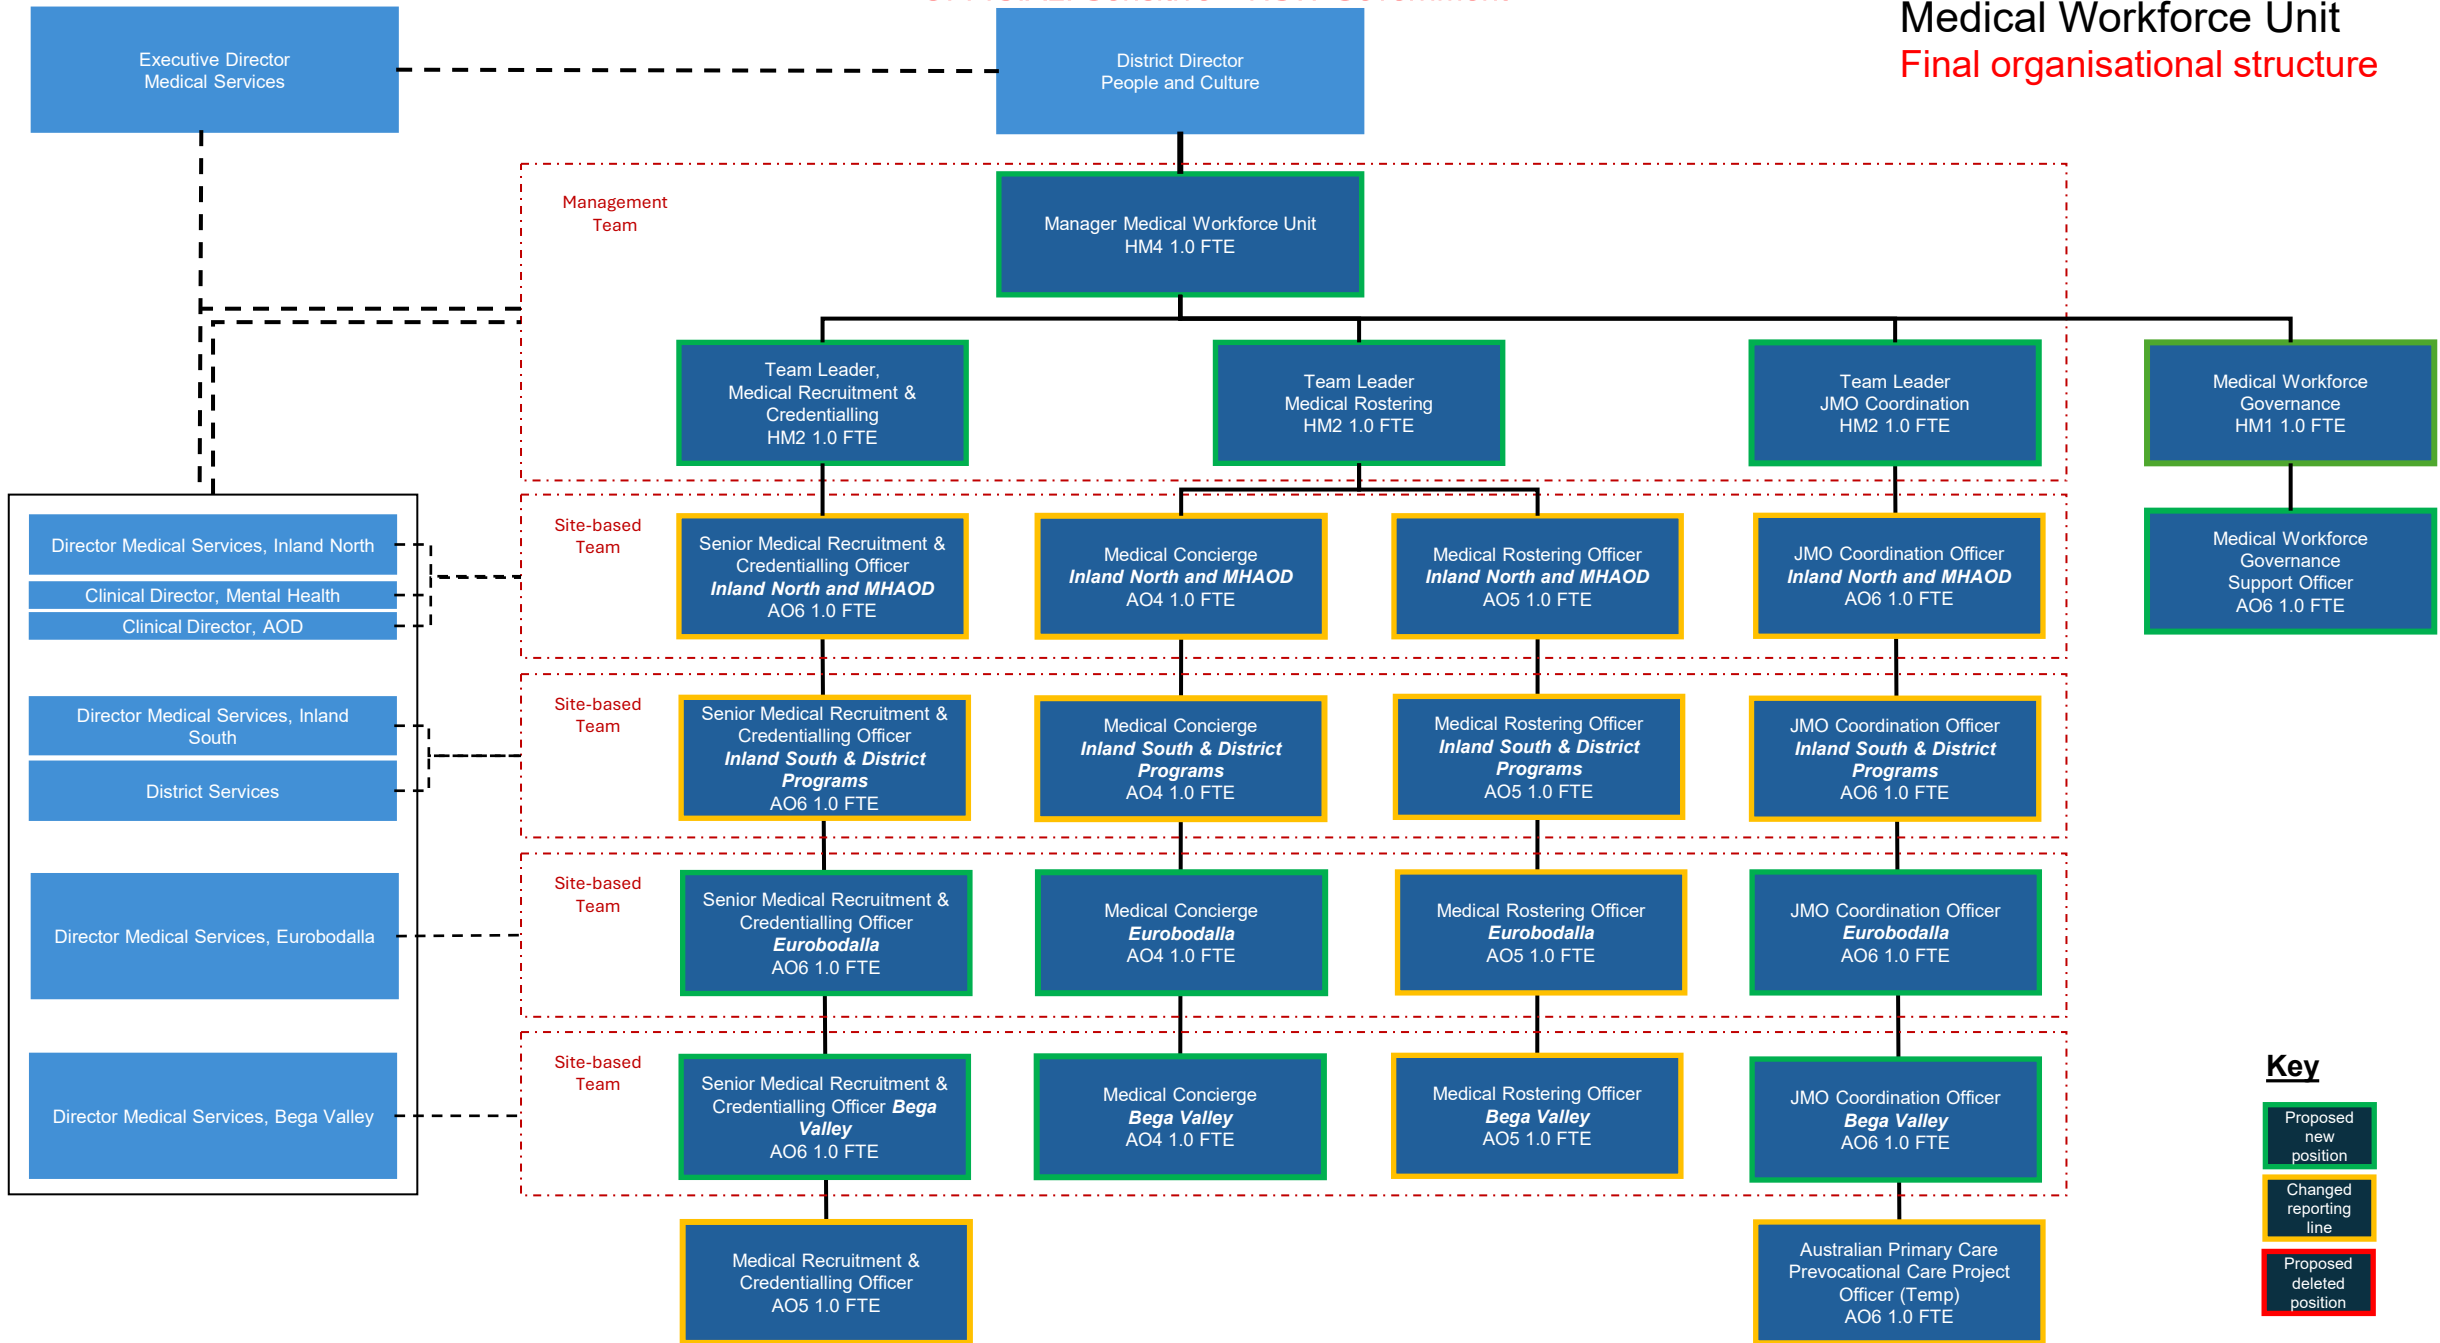 Medical Workforce Unit
Final organisational structure
Executive Director
Medical Services
District Director
People and Culture
Management
Team
Manager Medical Workforce Unit
HM4 1.0 FTE
Team Leader,
Medical Recruitment &
Credentialling
HM2 1.0 FTE
Team Leader
Medical Rostering
HM2 1.0 FTE
Team Leader
JMO Coordination
HM2 1.0 FTE
Medical Workforce
Governance
HM1 1.0 FTE
Director Medical Services, Inland North
Clinical Director, Mental Health
Clinical Director, AOD
Site-based
Team
Senior Medical Recruitment &
Credentialling Officer
Inland North and MHAOD
AO6 1.0 FTE
Medical Concierge
Inland North and MHAOD
AO4 1.0 FTE
Medical Rostering Officer
Inland North and MHAOD
AO5 1.0 FTE
JMO Coordination Officer
Inland North and MHAOD
AO6 1.0 FTE
Medical Workforce
Governance
Support Officer
AO6 1.0 FTE
Director Medical Services, Inland
South
District Services
Site-based
Team
Senior Medical Recruitment &
Credentialling Officer
Inland South & District
Programs
AO6 1.0 FTE
Medical Concierge
Inland South & District
Programs
AO4 1.0 FTE
Medical Rostering Officer
Inland South & District
Programs
AO5 1.0 FTE
JMO Coordination Officer
Inland South & District
Programs
AO6 1.0 FTE
Director Medical Services, Eurobodalla
Site-based
Team
Senior Medical Recruitment &
Credentialling Officer
Eurobodalla
AO6 1.0 FTE
Medical Concierge
Eurobodalla
AO4 1.0 FTE
Medical Rostering Officer
Eurobodalla
AO5 1.0 FTE
JMO Coordination Officer
Eurobodalla
AO6 1.0 FTE
Director Medical Services, Bega Valley
Site-based
Team
Senior Medical Recruitment &
Credentialling Officer Bega
Valley
AO6 1.0 FTE
Medical Concierge
Bega Valley
AO4 1.0 FTE
Medical Rostering Officer
Bega Valley
AO5 1.0 FTE
JMO Coordination Officer
Bega Valley
AO6 1.0 FTE
Medical Recruitment &
Credentialling Officer
AO5 1.0 FTE
Australian Primary Care
Prevocational Care Project
Officer (Temp)
AO6 1.0 FTE
Key
Proposed
new
position
Changed
reporting
line
Proposed
deleted
position